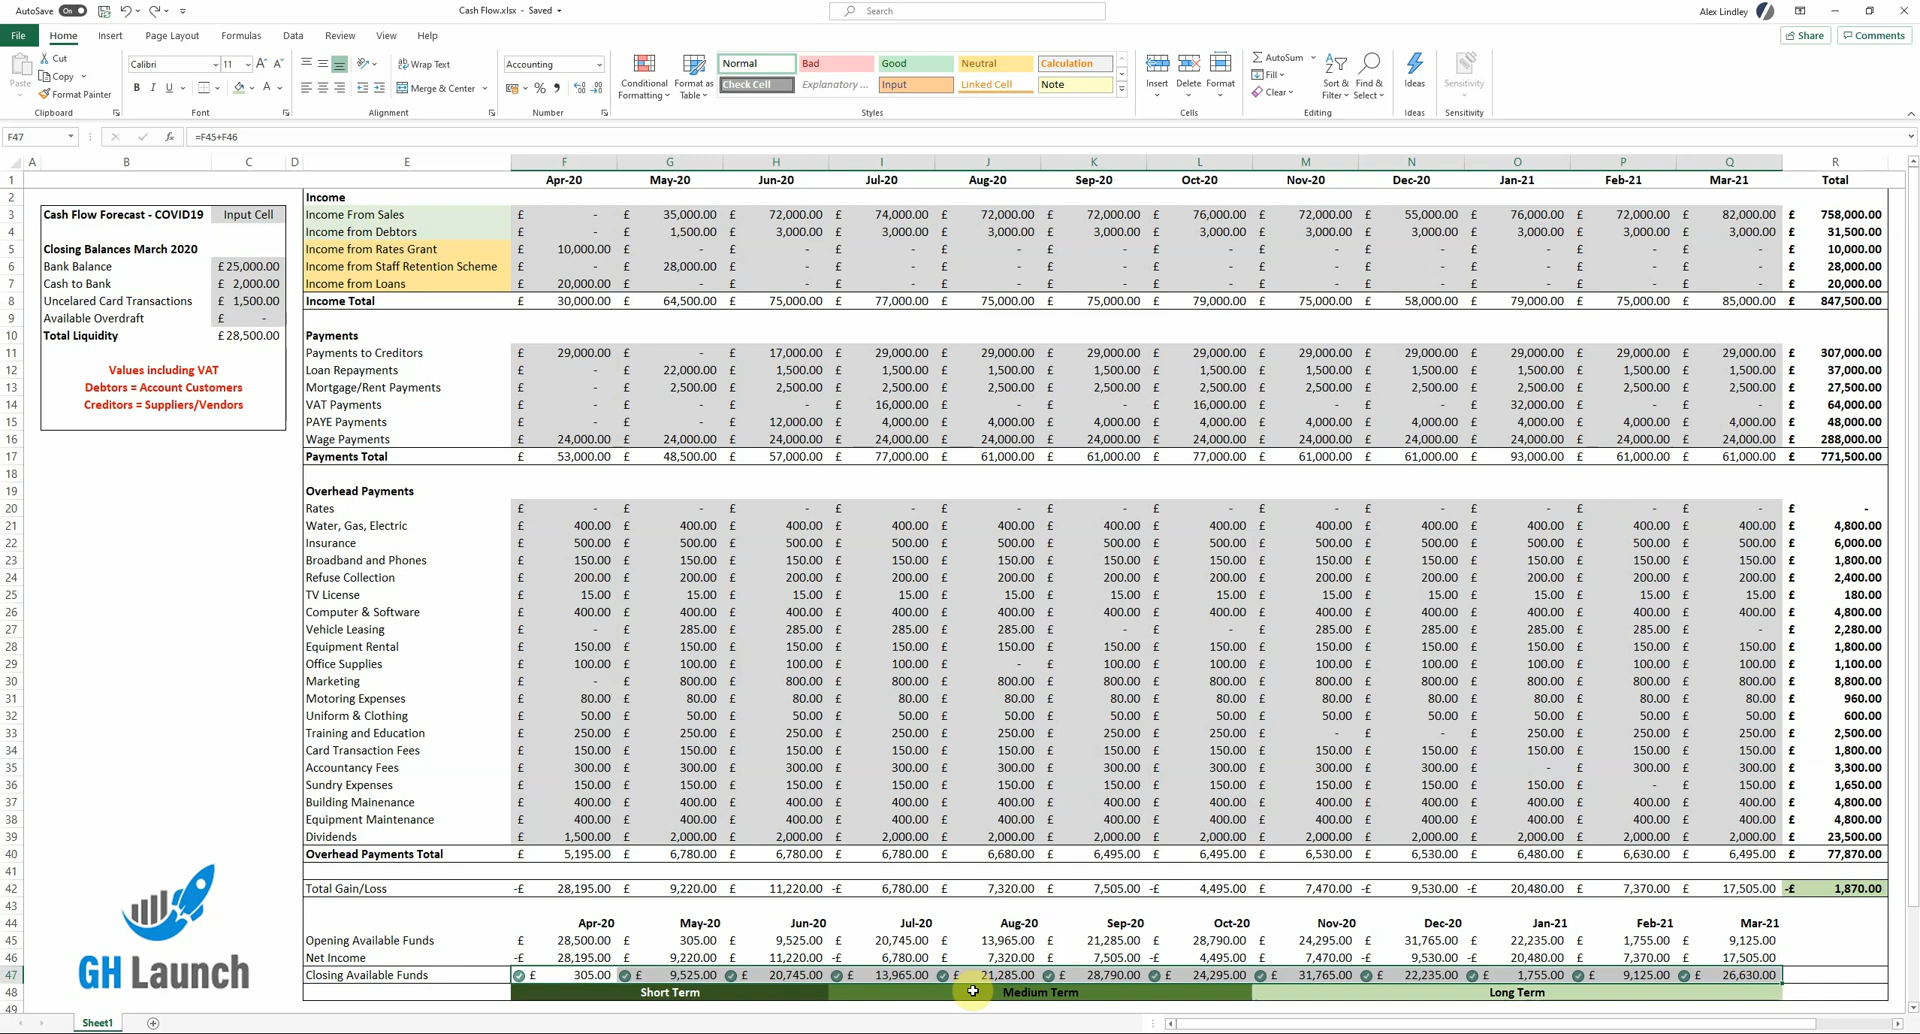 AutoSave On Cash Flow.xlsx - Saved Search Alex Lindley
File Home Insert Page Layout Formulas Data Review View Help Share Comments
Paste Cut Copy Format Painter Clipboard
Calibri 11 A A B I U A Font
Wrap Text Merge & Center Alignment
Accounting % Number
Conditional Formatting Format as Table
Normal Bad Good Neutral Calculation
Check Cell Explanatory ... Input Linked Cell Note
Styles
Insert Delete Format Cells
AutoSum Fill Clear Sort & Filter Find & Select Editing
Ideas Ideas Sensitivity Sensitivity
F47 fx =F45+F46
A B C D E F G H I J K L M N O P Q R
1 Apr-20 May-20 Jun-20 Jul-20 Aug-20 Sep-20 Oct-20 Nov-20 Dec-20 Jan-21 Feb-21 Mar-21 Total
2 Income
3 Cash Flow Forecast - COVID19 Input Cell Income From Sales £ - £ 35,000.00 £ 72,000.00 £ 74,000.00 £ 72,000.00 £ 72,000.00 £ 76,000.00 £ 72,000.00 £ 55,000.00 £ 76,000.00 £ 72,000.00 £ 82,000.00 £ 758,000.00
4 Income from Debtors £ - £ 1,500.00 £ 3,000.00 £ 3,000.00 £ 3,000.00 £ 3,000.00 £ 3,000.00 £ 3,000.00 £ 3,000.00 £ 3,000.00 £ 3,000.00 £ 3,000.00 £ 31,500.00
5 Closing Balances March 2020 Income from Rates Grant £ 10,000.00 £ - £ - £ - £ - £ - £ - £ - £ - £ - £ - £ - £ 10,000.00
6 Bank Balance £ 25,000.00 Income from Staff Retention Scheme £ - £ 28,000.00 £ - £ - £ - £ - £ - £ - £ - £ - £ - £ - £ 28,000.00
7 Cash to Bank £ 2,000.00 Income from Loans £ 20,000.00 £ - £ - £ - £ - £ - £ - £ - £ - £ - £ - £ - £ 20,000.00
8 Uncelared Card Transactions £ 1,500.00 Income Total £ 30,000.00 £ 64,500.00 £ 75,000.00 £ 77,000.00 £ 75,000.00 £ 75,000.00 £ 79,000.00 £ 75,000.00 £ 58,000.00 £ 79,000.00 £ 75,000.00 £ 85,000.00 £ 847,500.00
9 Available Overdraft £ -
10 Total Liquidity £ 28,500.00 Payments
11 Payments to Creditors £ 29,000.00 £ - £ 17,000.00 £ 29,000.00 £ 29,000.00 £ 29,000.00 £ 29,000.00 £ 29,000.00 £ 29,000.00 £ 29,000.00 £ 29,000.00 £ 29,000.00 £ 307,000.00
12 Values including VAT Loan Repayments £ - £ 22,000.00 £ 1,500.00 £ 1,500.00 £ 1,500.00 £ 1,500.00 £ 1,500.00 £ 1,500.00 £ 1,500.00 £ 1,500.00 £ 1,500.00 £ 1,500.00 £ 37,000.00
13 Debtors = Account Customers Mortgage/Rent Payments £ - £ 2,500.00 £ 2,500.00 £ 2,500.00 £ 2,500.00 £ 2,500.00 £ 2,500.00 £ 2,500.00 £ 2,500.00 £ 2,500.00 £ 2,500.00 £ 2,500.00 £ 27,500.00
14 Creditors = Suppliers/Vendors VAT Payments £ - £ - £ - £ 16,000.00 £ - £ - £ 16,000.00 £ - £ - £ 32,000.00 £ - £ - £ 64,000.00
15 PAYE Payments £ - £ - £ 12,000.00 £ 4,000.00 £ 4,000.00 £ 4,000.00 £ 4,000.00 £ 4,000.00 £ 4,000.00 £ 4,000.00 £ 4,000.00 £ 4,000.00 £ 48,000.00
16 Wage Payments £ 24,000.00 £ 24,000.00 £ 24,000.00 £ 24,000.00 £ 24,000.00 £ 24,000.00 £ 24,000.00 £ 24,000.00 £ 24,000.00 £ 24,000.00 £ 24,000.00 £ 24,000.00 £ 288,000.00
17 Payments Total £ 53,000.00 £ 48,500.00 £ 57,000.00 £ 77,000.00 £ 61,000.00 £ 61,000.00 £ 77,000.00 £ 61,000.00 £ 61,000.00 £ 93,000.00 £ 61,000.00 £ 61,000.00 £ 771,500.00
18
19 Overhead Payments
20 Rates £ - £ - £ - £ - £ - £ - £ - £ - £ - £ - £ - £ - £ -
21 Water, Gas, Electric £ 400.00 £ 400.00 £ 400.00 £ 400.00 £ 400.00 £ 400.00 £ 400.00 £ 400.00 £ 400.00 £ 400.00 £ 400.00 £ 400.00 £ 4,800.00
22 Insurance £ 500.00 £ 500.00 £ 500.00 £ 500.00 £ 500.00 £ 500.00 £ 500.00 £ 500.00 £ 500.00 £ 500.00 £ 500.00 £ 500.00 £ 6,000.00
23 Broadband and Phones £ 150.00 £ 150.00 £ 150.00 £ 150.00 £ 150.00 £ 150.00 £ 150.00 £ 150.00 £ 150.00 £ 150.00 £ 150.00 £ 150.00 £ 1,800.00
24 Refuse Collection £ 200.00 £ 200.00 £ 200.00 £ 200.00 £ 200.00 £ 200.00 £ 200.00 £ 200.00 £ 200.00 £ 200.00 £ 200.00 £ 200.00 £ 2,400.00
25 TV License £ 15.00 £ 15.00 £ 15.00 £ 15.00 £ 15.00 £ 15.00 £ 15.00 £ 15.00 £ 15.00 £ 15.00 £ 15.00 £ 15.00 £ 180.00
26 Computer & Software £ 400.00 £ 400.00 £ 400.00 £ 400.00 £ 400.00 £ 400.00 £ 400.00 £ 400.00 £ 400.00 £ 400.00 £ 400.00 £ 400.00 £ 4,800.00
27 Vehicle Leasing £ - £ 285.00 £ 285.00 £ 285.00 £ 285.00 £ - £ - £ 285.00 £ 285.00 £ 285.00 £ 285.00 £ - £ 2,280.00
28 Equipment Rental £ 150.00 £ 150.00 £ 150.00 £ 150.00 £ 150.00 £ 150.00 £ 150.00 £ 150.00 £ 150.00 £ 150.00 £ 150.00 £ 150.00 £ 1,800.00
29 Office Supplies £ 100.00 £ 100.00 £ 100.00 £ 100.00 £ - £ 100.00 £ 100.00 £ 100.00 £ 100.00 £ 100.00 £ 100.00 £ 100.00 £ 1,100.00
30 Marketing £ - £ 800.00 £ 800.00 £ 800.00 £ 800.00 £ 800.00 £ 800.00 £ 800.00 £ 800.00 £ 800.00 £ 800.00 £ 800.00 £ 8,800.00
31 Motoring Expenses £ 80.00 £ 80.00 £ 80.00 £ 80.00 £ 80.00 £ 80.00 £ 80.00 £ 80.00 £ 80.00 £ 80.00 £ 80.00 £ 80.00 £ 960.00
32 Uniform & Clothing £ 50.00 £ 50.00 £ 50.00 £ 50.00 £ 50.00 £ 50.00 £ 50.00 £ 50.00 £ 50.00 £ 50.00 £ 50.00 £ 50.00 £ 600.00
33 Training and Education £ 250.00 £ 250.00 £ 250.00 £ 250.00 £ 250.00 £ 250.00 £ 250.00 £ - £ - £ 250.00 £ 250.00 £ 250.00 £ 2,500.00
34 Card Transaction Fees £ 150.00 £ 150.00 £ 150.00 £ 150.00 £ 150.00 £ 150.00 £ 150.00 £ 150.00 £ 150.00 £ 150.00 £ 150.00 £ 150.00 £ 1,800.00
35 Accountancy Fees £ 300.00 £ 300.00 £ 300.00 £ 300.00 £ 300.00 £ 300.00 £ 300.00 £ 300.00 £ 300.00 £ - £ 300.00 £ 300.00 £ 3,300.00
36 Sundry Expenses £ 150.00 £ 150.00 £ 150.00 £ 150.00 £ 150.00 £ 150.00 £ 150.00 £ 150.00 £ 150.00 £ 150.00 £ - £ 150.00 £ 1,650.00
37 Building Mainenance £ 400.00 £ 400.00 £ 400.00 £ 400.00 £ 400.00 £ 400.00 £ 400.00 £ 400.00 £ 400.00 £ 400.00 £ 400.00 £ 400.00 £ 4,800.00
38 Equipment Maintenance £ 400.00 £ 400.00 £ 400.00 £ 400.00 £ 400.00 £ 400.00 £ 400.00 £ 400.00 £ 400.00 £ 400.00 £ 400.00 £ 400.00 £ 4,800.00
39 Dividends £ 1,500.00 £ 2,000.00 £ 2,000.00 £ 2,000.00 £ 2,000.00 £ 2,000.00 £ 2,000.00 £ 2,000.00 £ 2,000.00 £ 2,000.00 £ 2,000.00 £ 2,000.00 £ 23,500.00
40 Overhead Payments Total £ 5,195.00 £ 6,780.00 £ 6,780.00 £ 6,780.00 £ 6,680.00 £ 6,495.00 £ 6,495.00 £ 6,530.00 £ 6,530.00 £ 6,480.00 £ 6,630.00 £ 6,495.00 £ 77,870.00
41
42 Total Gain/Loss -£ 28,195.00 £ 9,220.00 £ 11,220.00 -£ 6,780.00 £ 7,320.00 £ 7,505.00 -£ 4,495.00 £ 7,470.00 -£ 9,530.00 -£ 20,480.00 £ 7,370.00 £ 17,505.00 -£ 1,870.00
43
44 Apr-20 May-20 Jun-20 Jul-20 Aug-20 Sep-20 Oct-20 Nov-20 Dec-20 Jan-21 Feb-21 Mar-21
45 Opening Available Funds £ 28,500.00 £ 305.00 £ 9,525.00 £ 20,745.00 £ 13,965.00 £ 21,285.00 £ 28,790.00 £ 24,295.00 £ 31,765.00 £ 22,235.00 £ 1,755.00 £ 9,125.00
46 Net Income -£ 28,195.00 £ 9,220.00 £ 11,220.00 -£ 6,780.00 £ 7,320.00 £ 7,505.00 -£ 4,495.00 £ 7,470.00 -£ 9,530.00 -£ 20,480.00 £ 7,370.00 £ 17,505.00
47 Closing Available Funds £ 305.00 £ 9,525.00 £ 20,745.00 £ 13,965.00 £ 21,285.00 £ 28,790.00 £ 24,295.00 £ 31,765.00 £ 22,235.00 £ 1,755.00 £ 9,125.00 £ 26,630.00
48 Short Term Medium Term Long Term
49
GH Launch
Sheet1